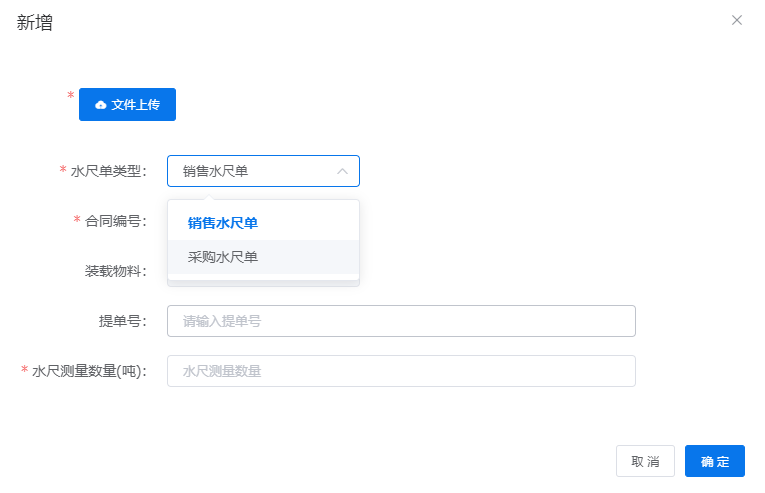 新增
* 文件上传
* 水尺单类型: 销售水尺单
* 合同编号:
销售水尺单
采购水尺单
装载物料:
提单号: 请输入提单号
* 水尺测量数量(吨): 水尺测量数量
取消 确定